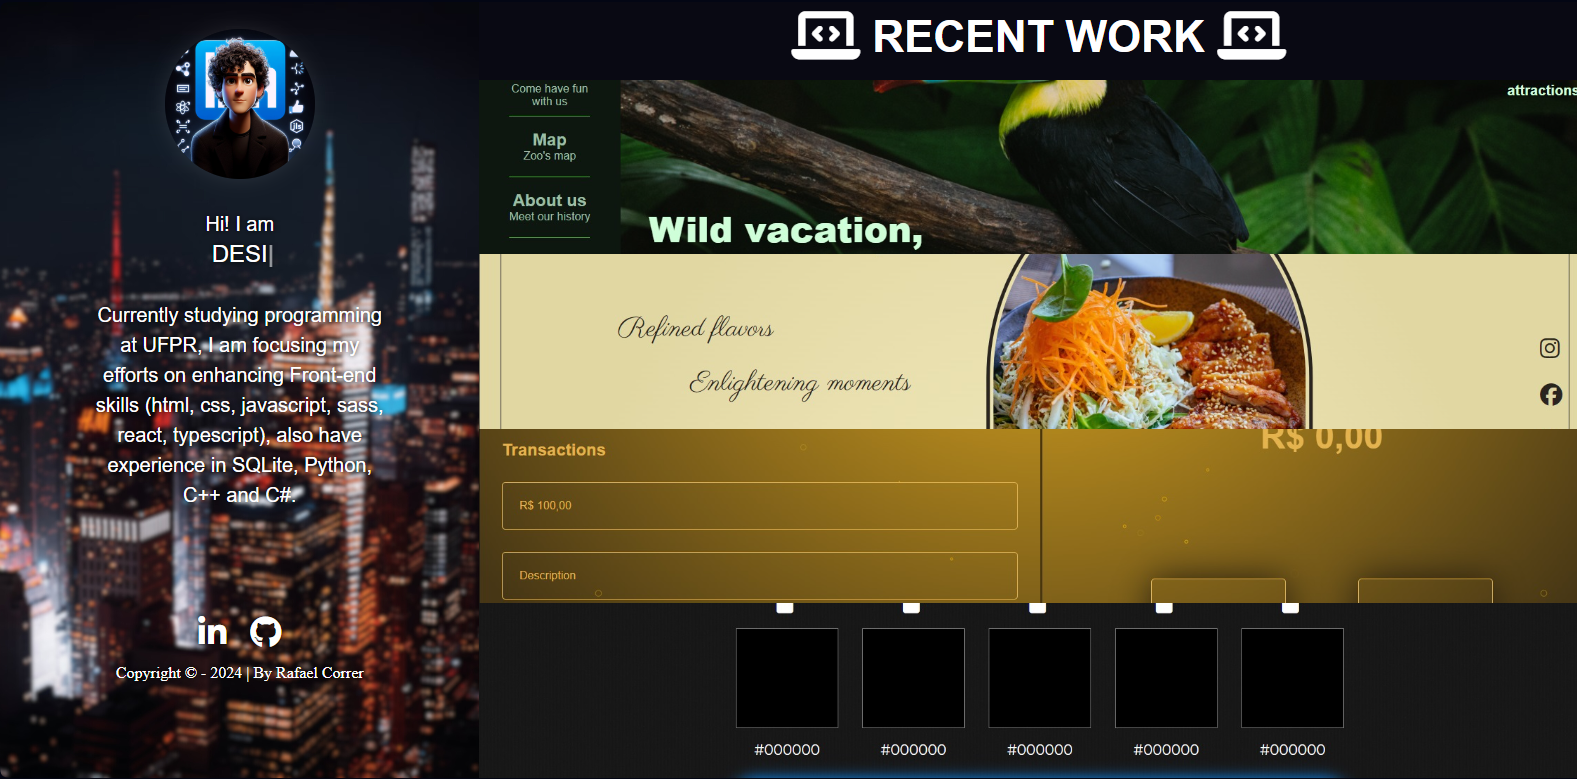 Hi! I am
DESI|
Currently studying programming
at UFPR, I am focusing my
efforts on enhancing Front-end
skills (html, css, javascript, sass,
react, typescript), also have
experience in SQLite, Python,
C++ and C#.
in
Copyright © - 2024 | By Rafael Correr
RECENT WORK
Come have fun
with us
Map
Zoo's map
About us
Meet our history
attractions
Wild vacation,
Refined flavors
Enlightening moments
Transactions
R$ 100,00
Description
R$ 0,00
#000000 #000000 #000000 #000000 #000000